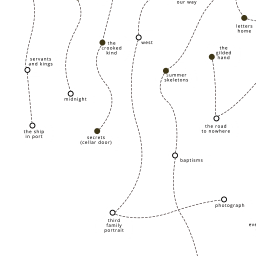 our way
letters
home
the
crooked
kind
west
the
gilded
hand
servants
and kings
summer
skeletons
midnight
the ship
in port
secrets
(cellar door)
the road
to nowhere
baptisms
photograph
third
family
portrait